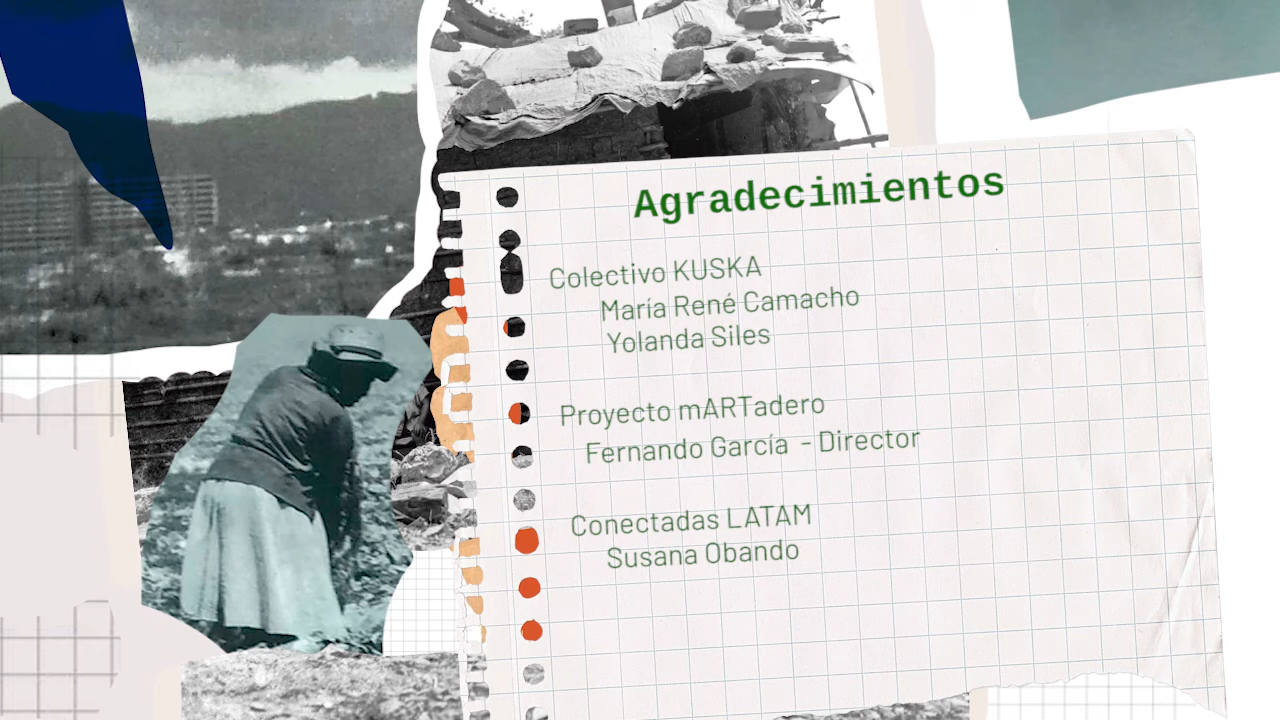 Agradecimientos
Colectivo KUSKA
María René Camacho
Yolanda Siles
Proyecto mARTadero
Fernando García - Director
Conectadas LATAM
Susana Obando